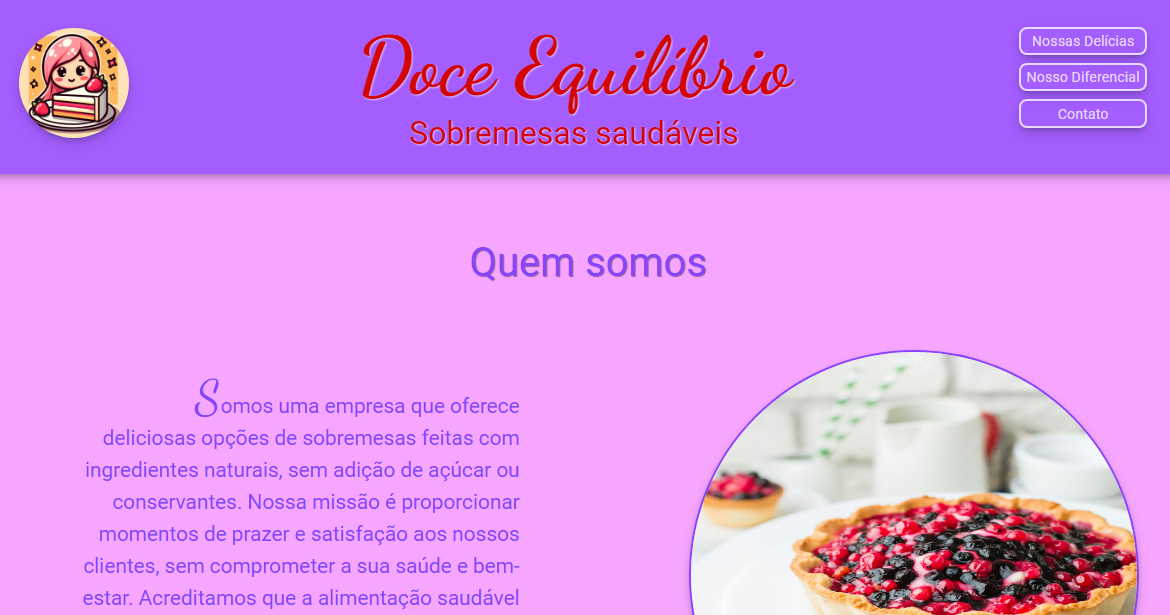 Doce Equilíbrio
Sobremesas saudáveis
Nossas Delícias
Nosso Diferencial
Contato
Quem somos
Somos uma empresa que oferece
deliciosas opções de sobremesas feitas com
ingredientes naturais, sem adição de açúcar ou
conservantes. Nossa missão é proporcionar
momentos de prazer e satisfação aos nossos
clientes, sem comprometer a sua saúde e bem-
estar. Acreditamos que a alimentação saudável